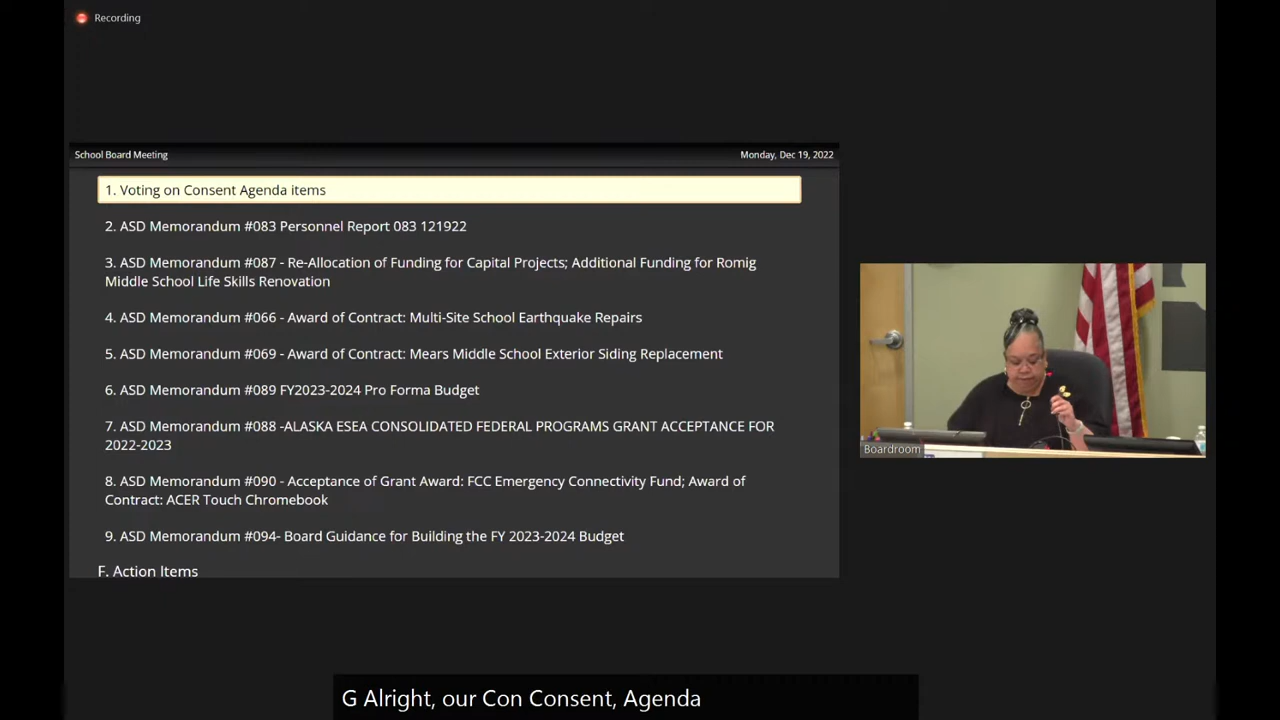 Recording
School Board Meeting
Monday, Dec 19, 2022
1. Voting on Consent Agenda items
2. ASD Memorandum #083 Personnel Report 083 121922
3. ASD Memorandum #087 - Re-Allocation of Funding for Capital Projects; Additional Funding for Romig
Middle School Life Skills Renovation
4. ASD Memorandum #066 - Award of Contract: Multi-Site School Earthquake Repairs
5. ASD Memorandum #069 - Award of Contract: Mears Middle School Exterior Siding Replacement
6. ASD Memorandum #089 FY2023-2024 Pro Forma Budget
7. ASD Memorandum #088 -ALASKA ESEA CONSOLIDATED FEDERAL PROGRAMS GRANT ACCEPTANCE FOR
2022-2023
8. ASD Memorandum #090 - Acceptance of Grant Award: FCC Emergency Connectivity Fund; Award of
Contract: ACER Touch Chromebook
9. ASD Memorandum #094- Board Guidance for Building the FY 2023-2024 Budget
F. Action Items
Boardroom
G Alright, our Con Consent, Agenda